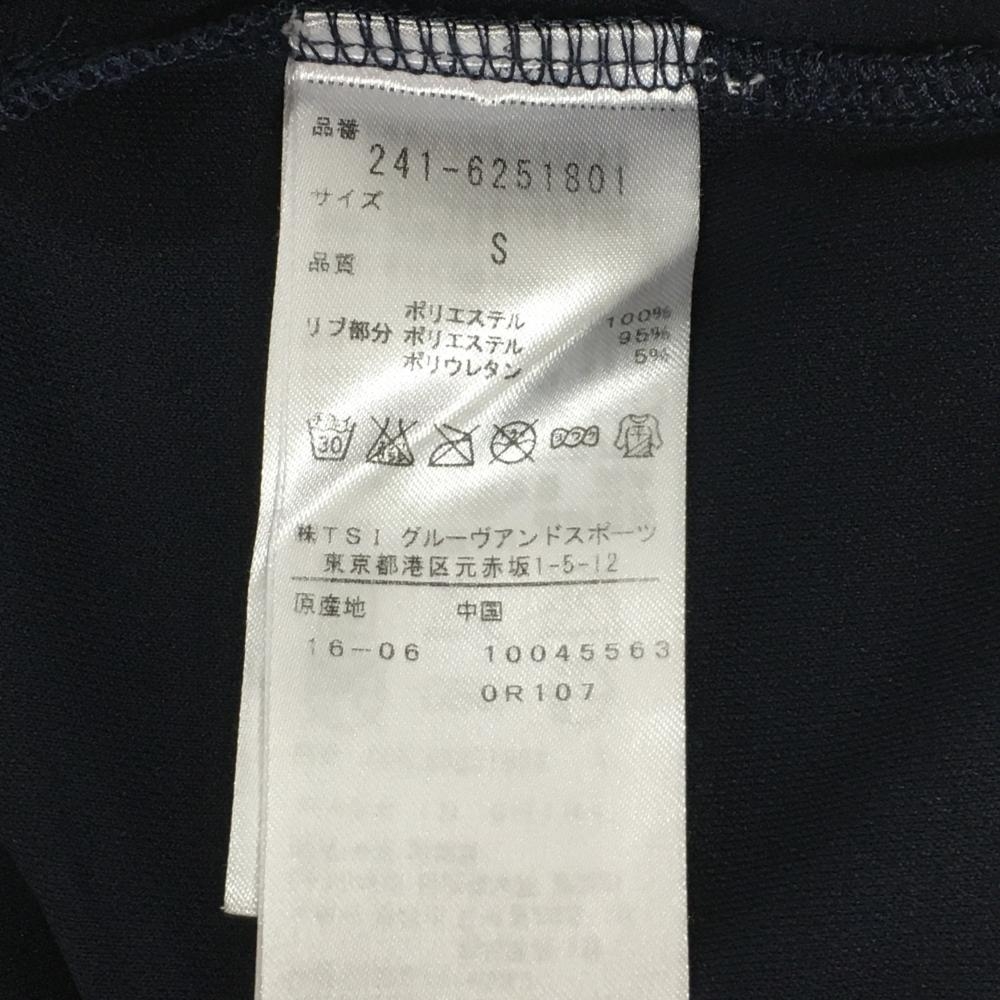 品番
241-6251801
サイズ
S
品質
ポリエステル 100%
リブ部分 ポリエステル 95%
ポリウレタン 5%
30
㈱TSI グルーヴアンドスポーツ
東京都港区元赤坂1-5-12
原産地 中国
16-06 10045563
0R107